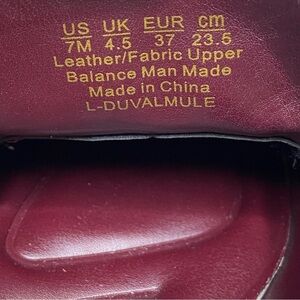 US UK EUR cm
7M 4.5 37 23.5
Leather/Fabric Upper
Balance Man Made
Made in China
L-DUVALMULE